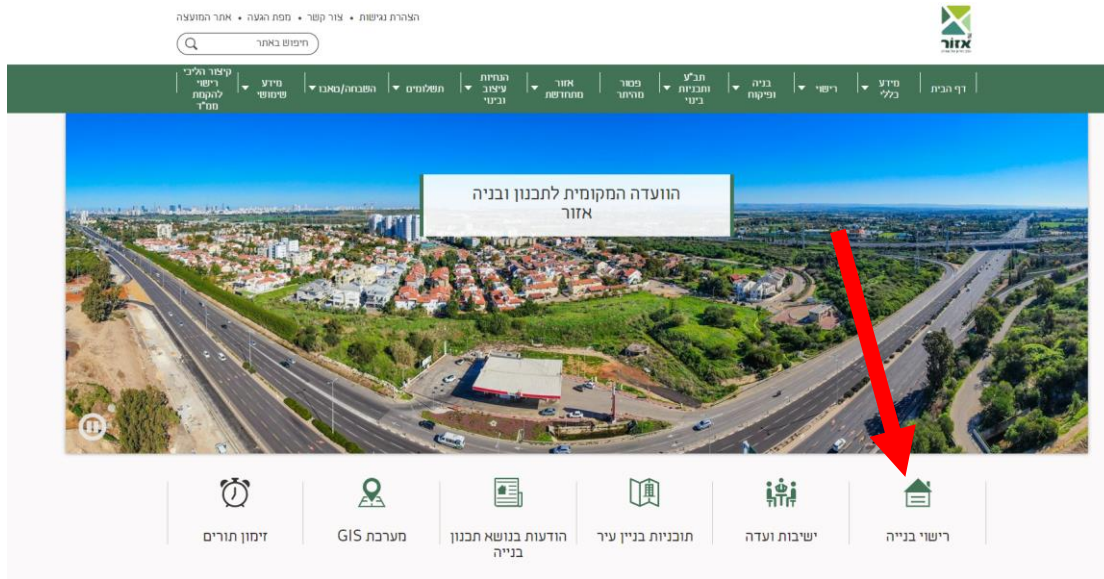 הצהרת נגישות • צור קשר • מפת הגעה • אתר המועצה
חיפוש באתר
אזור
דף הבית
מידע
כללי
רישוי
בניה
ופיקוח
תב"ע
ותכניות
בינוי
פטור
מהיתר
אזור
מתחדשת
הנחיות
עיצוב
ובינוי
תשלומים
השבחה/טאבו
מידע
שימושי
קיצור הליכי
רישוי
להקמת
ממ"ד
הוועדה המקומית לתכנון ובניה
אזור
רישוי בנייה
ישיבות ועדה
תוכניות בניין עיר
הודעות בנושא תכנון
בנייה
מערכת GIS
זימון תורים